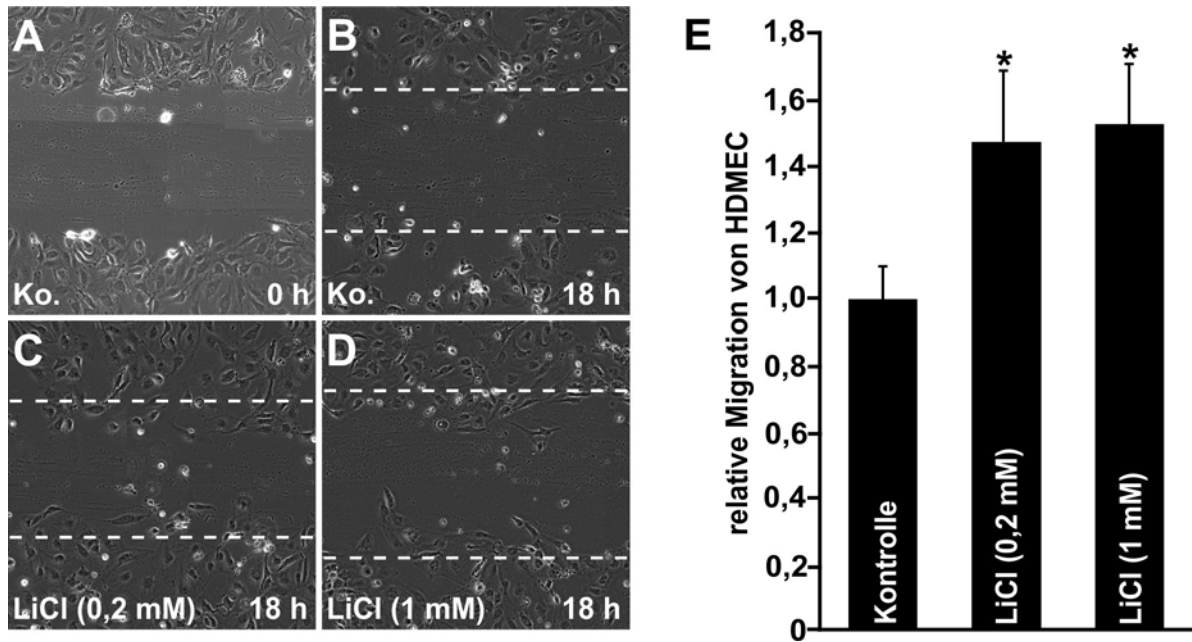 A
Ko.
0 h
B
Ko.
18 h
C
LiCl (0,2 mM)
18 h
D
LiCl (1 mM)
18 h
E
relative Migration von HDMEC
1,8
1,6
1,4
1,2
1,0
0,8
0,6
0,4
0,2
0
Kontrolle
*
LiCl (0,2 mM)
*
LiCl (1 mM)